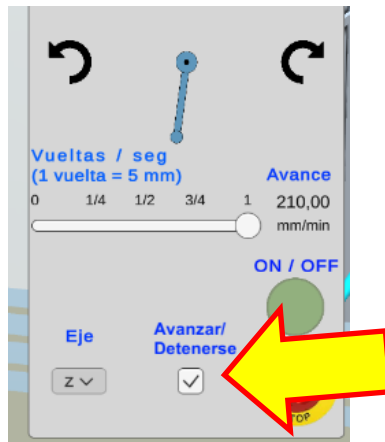 Vueltas / seg
(1 vuelta = 5 mm)
Avance
0 1/4 1/2 3/4 1
210,00
mm/min
ON / OFF
Eje
Avanzar/
Detenerse
Z